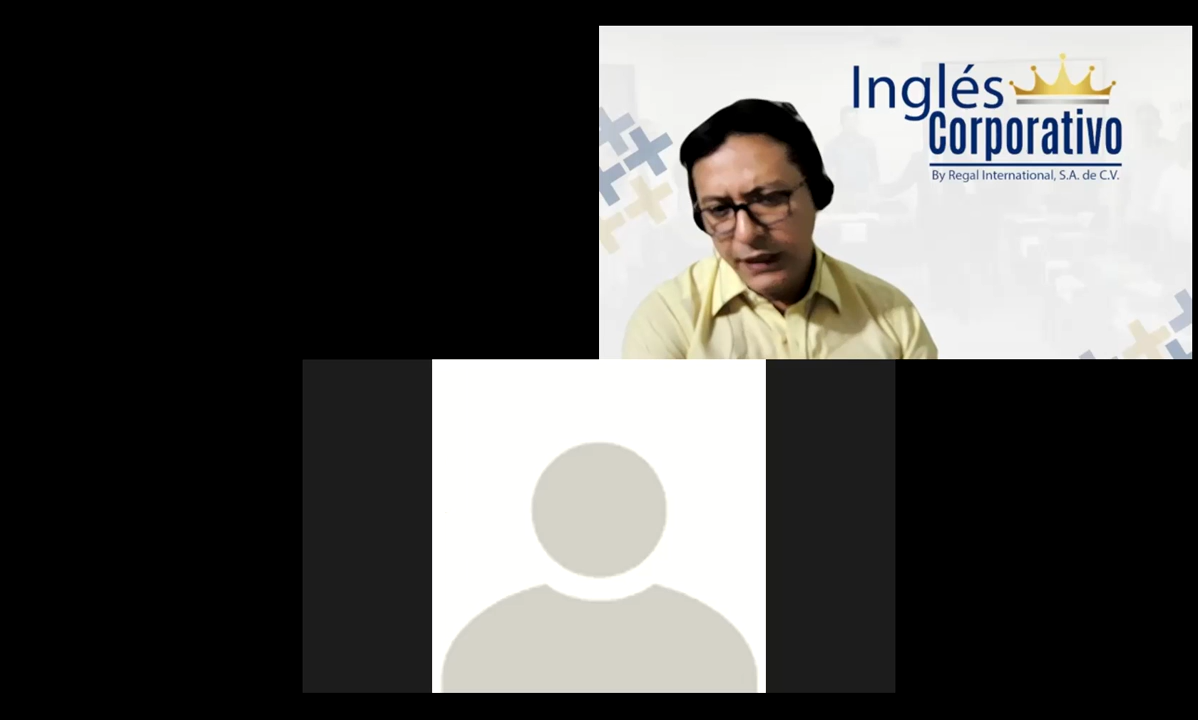 Inglés
Corporativo
By Regal International, S.A. de C.V.